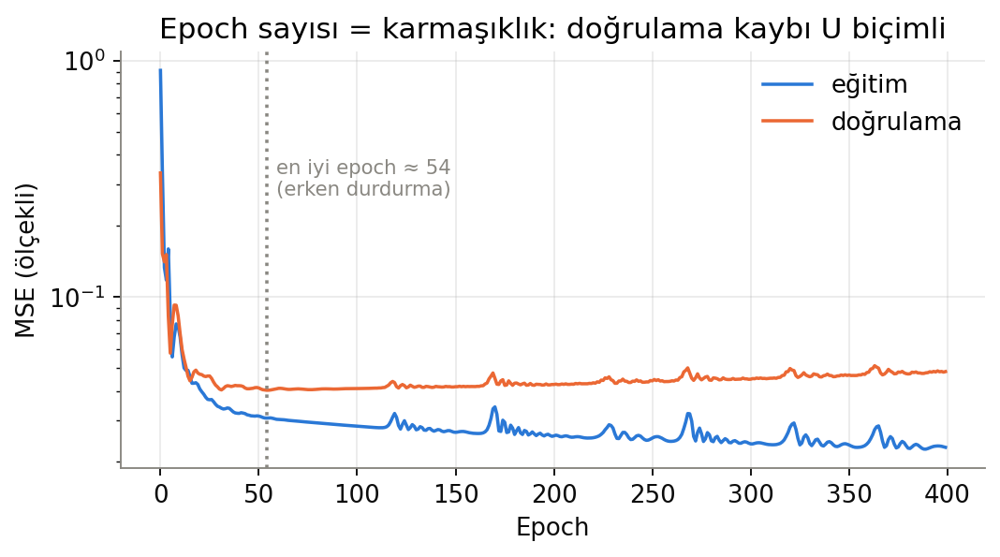 Epoch sayısı = karmaşıklık: doğrulama kaybı U biçimli
10⁰
10⁻¹
MSE (ölçekli)
eğitim
doğrulama
en iyi epoch ≈ 54
(erken durdurma)
0 50 100 150 200 250 300 350 400
Epoch